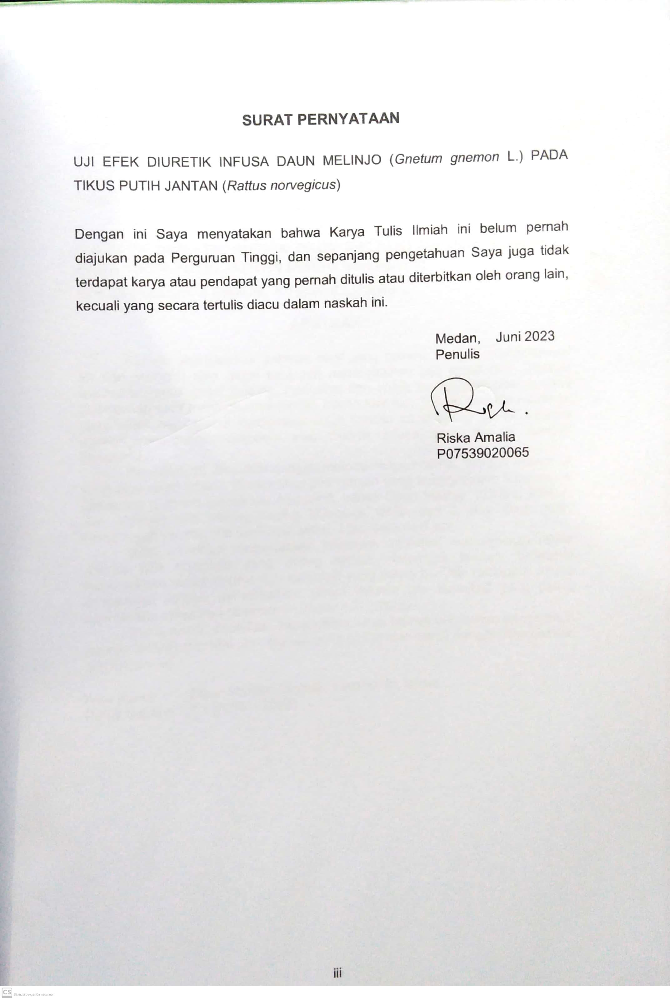 SURAT PERNYATAAN
UJI EFEK DIURETIK INFUSA DAUN MELINJO (Gnetum gnemon L.) PADA
TIKUS PUTIH JANTAN (Rattus norvegicus)
Dengan ini Saya menyatakan bahwa Karya Tulis Ilmiah ini belum pernah
diajukan pada Perguruan Tinggi, dan sepanjang pengetahuan Saya juga tidak
terdapat karya atau pendapat yang pernah ditulis atau diterbitkan oleh orang lain,
kecuali yang secara tertulis diacu dalam naskah ini.
Medan, Juni 2023
Penulis
Riska Amalia
P07539020065
iii
CS Dipindai dengan CamScanner